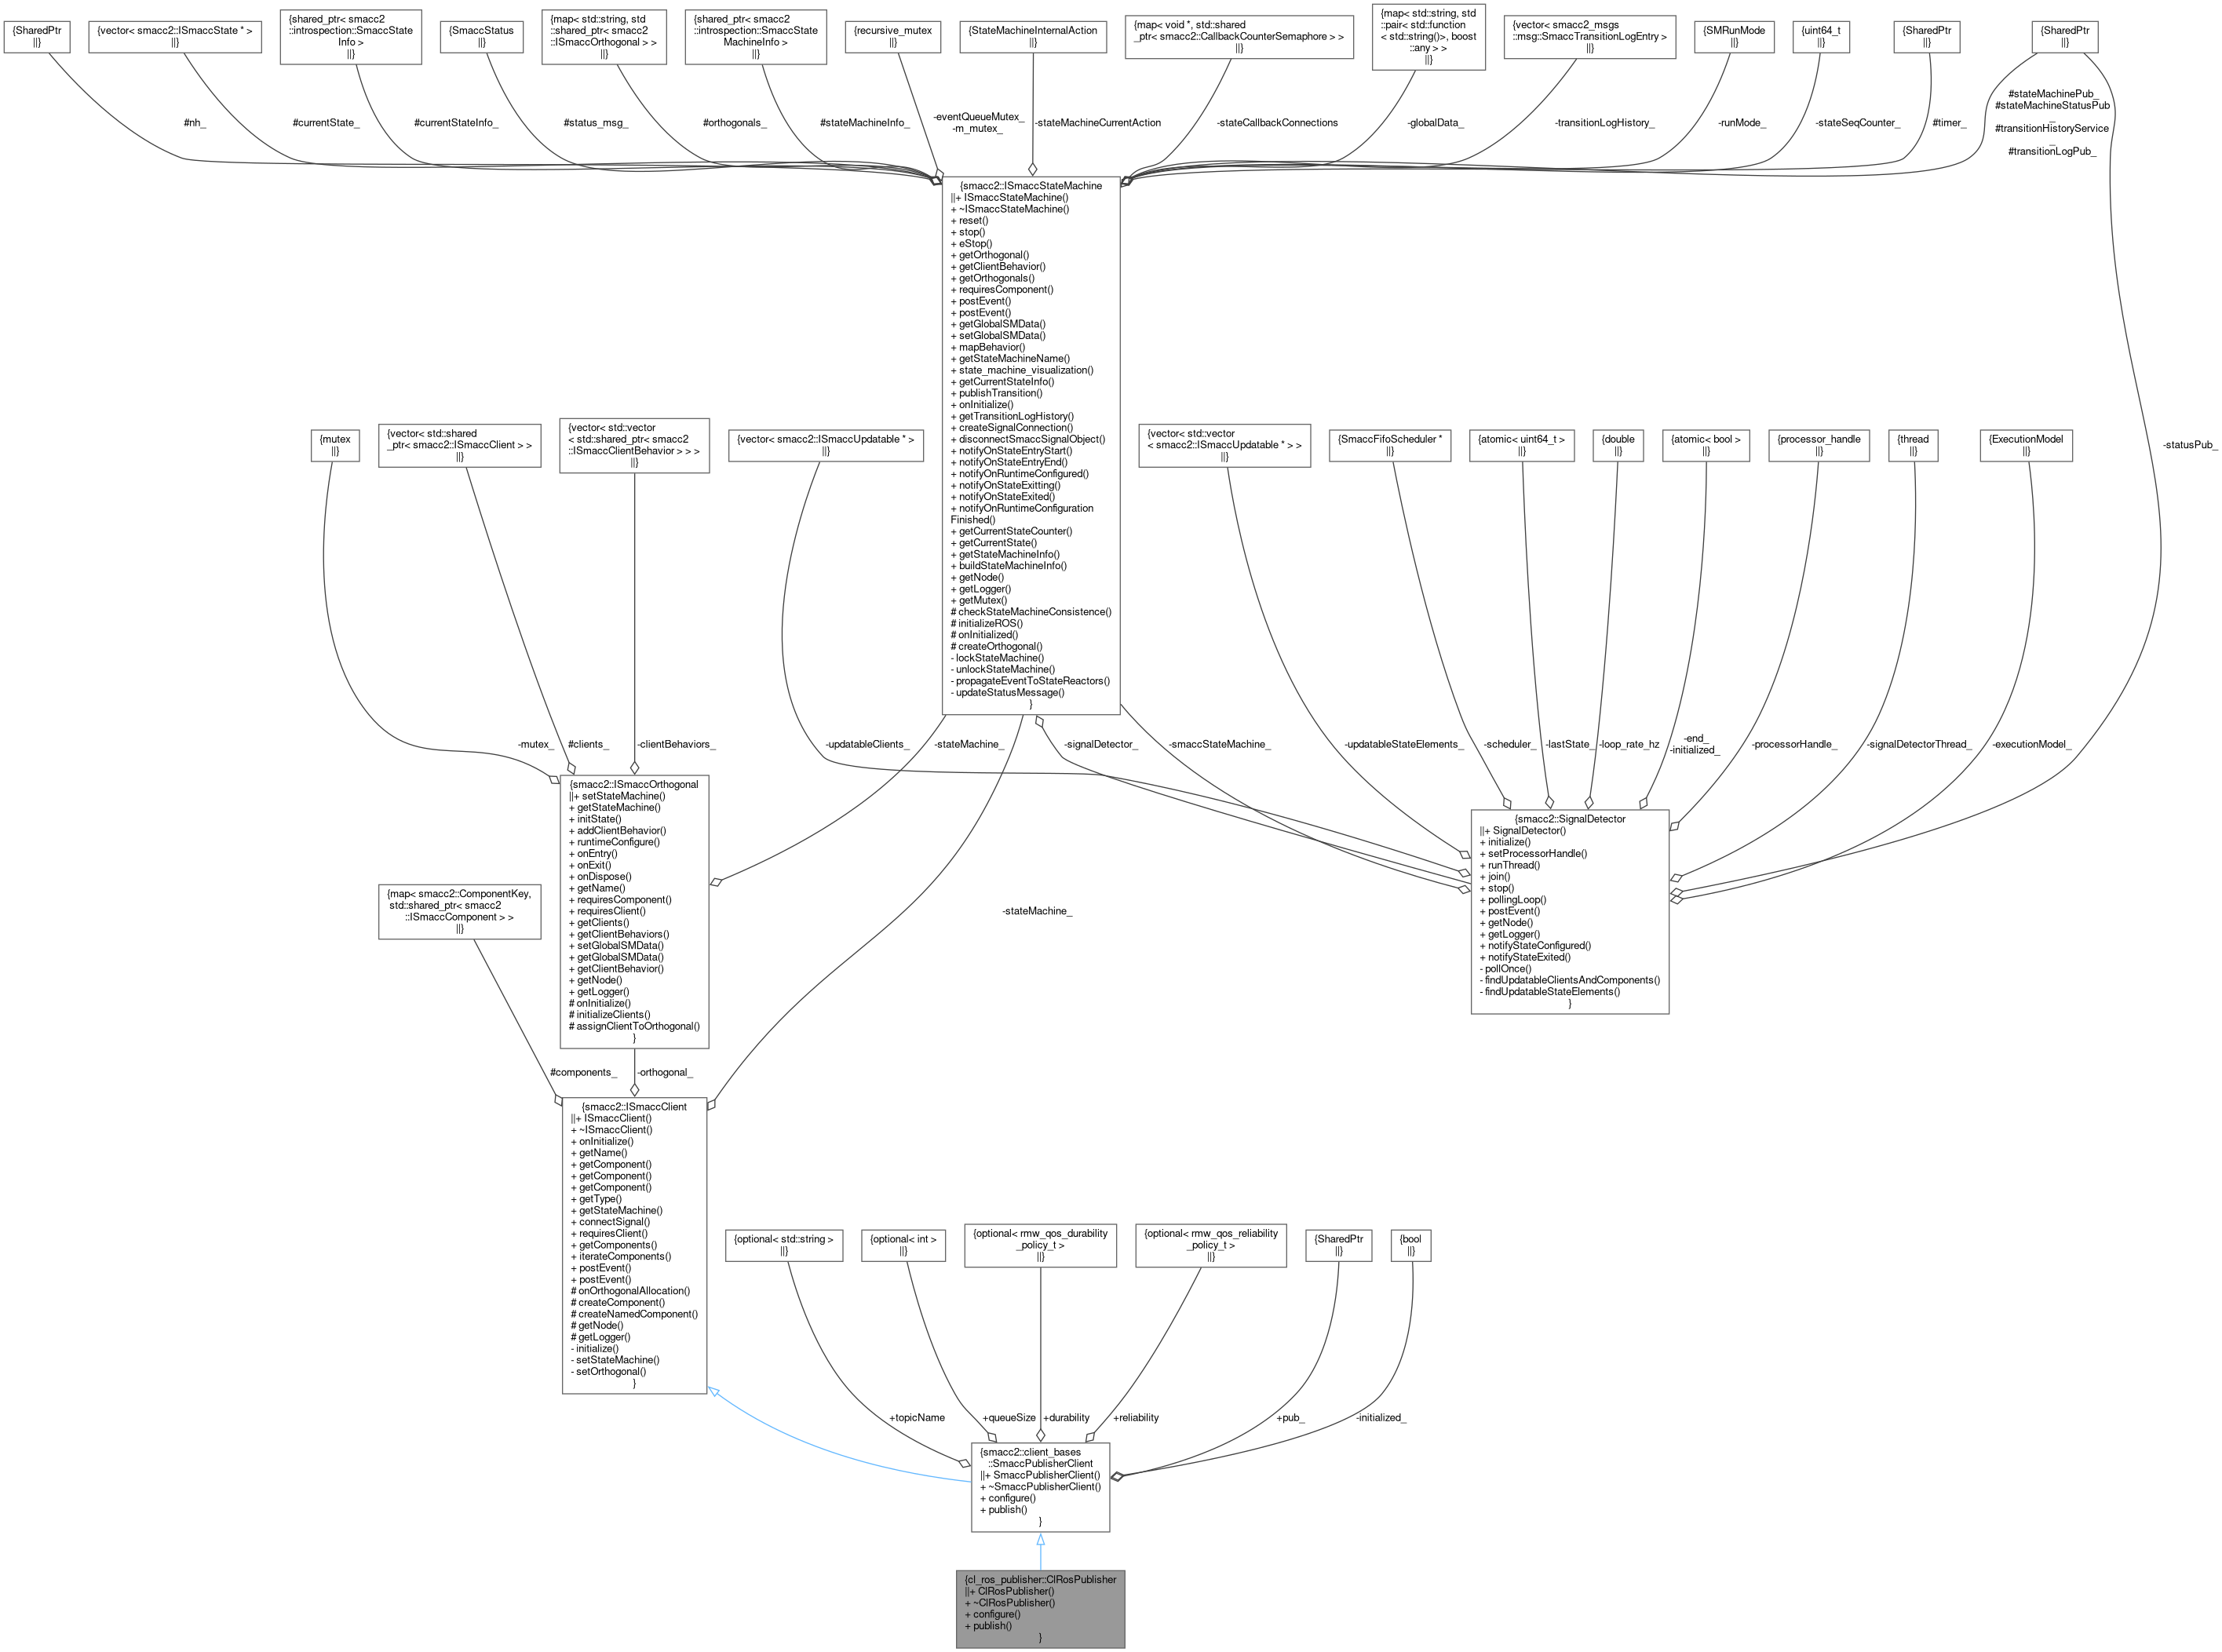 {SharedPtr
||}
{vector< smacc2::ISmaccState * >
||}
{shared_ptr< smacc2
::introspection::SmaccState
Info >
||}
{SmaccStatus
||}
{map< std::string, std
::shared_ptr< smacc2
::ISmaccOrthogonal > >
||}
{shared_ptr< smacc2
::introspection::SmaccState
MachineInfo >
||}
{recursive_mutex
||}
{StateMachineInternalAction
||}
{map< void *, std::shared
_ptr< smacc2::CallbackCounterSemaphore > >
||}
{map< std::string, std
::pair< std::function
< std::string()>, boost
::any > >
||}
{vector< smacc2_msgs
::msg::SmaccTransitionLogEntry >
||}
{SMRunMode
||}
{uint64_t
||}
{SharedPtr
||}
{SharedPtr
||}
#nh_
#currentState_
#currentStateInfo_
#status_msg_
#orthogonals_
#stateMachineInfo_
-eventQueueMutex_
-m_mutex_
-stateMachineCurrentAction
-stateCallbackConnections
-globalData_
-transitionLogHistory_
-runMode_
-stateSeqCounter_
#timer_
#stateMachinePub_
#stateMachineStatusPub
_
#transitionHistoryService
_
#transitionLogPub_
-statusPub_
{smacc2::ISmaccStateMachine
||+ ISmaccStateMachine()
+ ~ISmaccStateMachine()
+ reset()
+ stop()
+ eStop()
+ getOrthogonal()
+ getClientBehavior()
+ getOrthogonals()
+ requiresComponent()
+ postEvent()
+ postEvent()
+ getGlobalSMData()
+ setGlobalSMData()
+ mapBehavior()
+ getStateMachineName()
+ state_machine_visualization()
+ getCurrentStateInfo()
+ publishTransition()
+ onInitialize()
+ getTransitionLogHistory()
+ createSignalConnection()
+ disconnectSmaccSignalObject()
+ notifyOnStateEntryStart()
+ notifyOnStateEntryEnd()
+ notifyOnRuntimeConfigured()
+ notifyOnStateExitting()
+ notifyOnStateExited()
+ notifyOnRuntimeConfiguration
Finished()
+ getCurrentStateCounter()
+ getCurrentState()
+ getStateMachineInfo()
+ buildStateMachineInfo()
+ getNode()
+ getLogger()
+ getMutex()
# checkStateMachineConsistence()
# initializeROS()
# onInitialized()
# createOrthogonal()
- lockStateMachine()
- unlockStateMachine()
- propagateEventToStateReactors()
- updateStatusMessage()
}
{mutex
||}
{vector< std::shared
_ptr< smacc2::ISmaccClient > >
||}
{vector< std::vector
< std::shared_ptr< smacc2
::ISmaccClientBehavior > > >
||}
{vector< smacc2::ISmaccUpdatable * >
||}
{vector< std::vector
< smacc2::ISmaccUpdatable * > >
||}
{SmaccFifoScheduler *
||}
{atomic< uint64_t >
||}
{double
||}
{atomic< bool >
||}
{processor_handle
||}
{thread
||}
{ExecutionModel
||}
-mutex_
#clients_
-clientBehaviors_
-updatableClients_
-stateMachine_
-signalDetector_
-smaccStateMachine_
-updatableStateElements_
-scheduler_
-lastState_
-loop_rate_hz
-end_
-initialized_
-processorHandle_
-signalDetectorThread_
-executionModel_
{smacc2::ISmaccOrthogonal
||+ setStateMachine()
+ getStateMachine()
+ initState()
+ addClientBehavior()
+ runtimeConfigure()
+ onEntry()
+ onExit()
+ onDispose()
+ getName()
+ requiresComponent()
+ requiresClient()
+ getClients()
+ getClientBehaviors()
+ setGlobalSMData()
+ getGlobalSMData()
+ getClientBehavior()
+ getNode()
+ getLogger()
# onInitialize()
# initializeClients()
# assignClientToOrthogonal()
}
{smacc2::SignalDetector
||+ SignalDetector()
+ initialize()
+ setProcessorHandle()
+ runThread()
+ join()
+ stop()
+ pollingLoop()
+ postEvent()
+ getNode()
+ getLogger()
+ notifyStateConfigured()
+ notifyStateExited()
- pollOnce()
- findUpdatableClientsAndComponents()
- findUpdatableStateElements()
}
{map< smacc2::ComponentKey,
std::shared_ptr< smacc2
::ISmaccComponent > >
||}
-stateMachine_
#components_
-orthogonal_
{smacc2::ISmaccClient
||+ ISmaccClient()
+ ~ISmaccClient()
+ onInitialize()
+ getName()
+ getComponent()
+ getComponent()
+ getComponent()
+ getType()
+ getStateMachine()
+ connectSignal()
+ requiresClient()
+ getComponents()
+ iterateComponents()
+ postEvent()
+ postEvent()
# onOrthogonalAllocation()
# createComponent()
# createNamedComponent()
# getNode()
# getLogger()
- initialize()
- setStateMachine()
- setOrthogonal()
}
{optional< std::string >
||}
{optional< int >
||}
{optional< rmw_qos_durability
_policy_t >
||}
{optional< rmw_qos_reliability
_policy_t >
||}
{SharedPtr
||}
{bool
||}
+topicName
+queueSize
+durability
+reliability
+pub_
-initialized_
{smacc2::client_bases
::SmaccPublisherClient
||+ SmaccPublisherClient()
+ ~SmaccPublisherClient()
+ configure()
+ publish()
}
{cl_ros_publisher::ClRosPublisher
||+ ClRosPublisher()
+ ~ClRosPublisher()
+ configure()
+ publish()
}